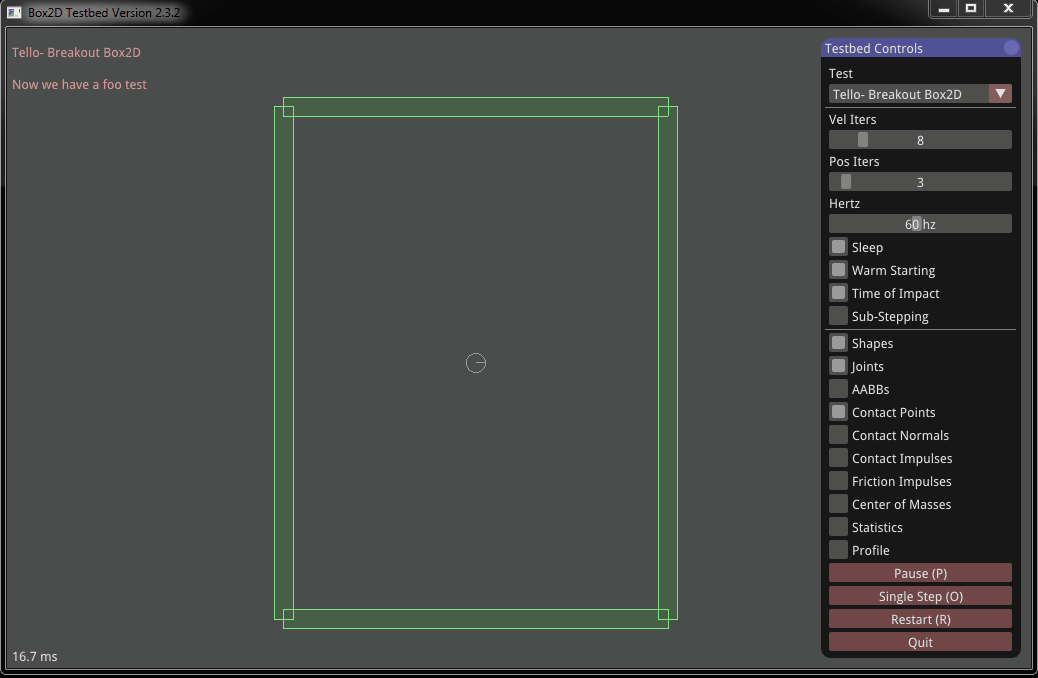 Box2D Testbed Version 2.3.2
Tello- Breakout Box2D
Now we have a foo test
Testbed Controls
Test
Tello- Breakout Box2D
Vel Iters
8
Pos Iters
3
Hertz
60 hz
Sleep
Warm Starting
Time of Impact
Sub-Stepping
Shapes
Joints
AABBs
Contact Points
Contact Normals
Contact Impulses
Friction Impulses
Center of Masses
Statistics
Profile
Pause (P)
Single Step (O)
Restart (R)
Quit
16.7 ms